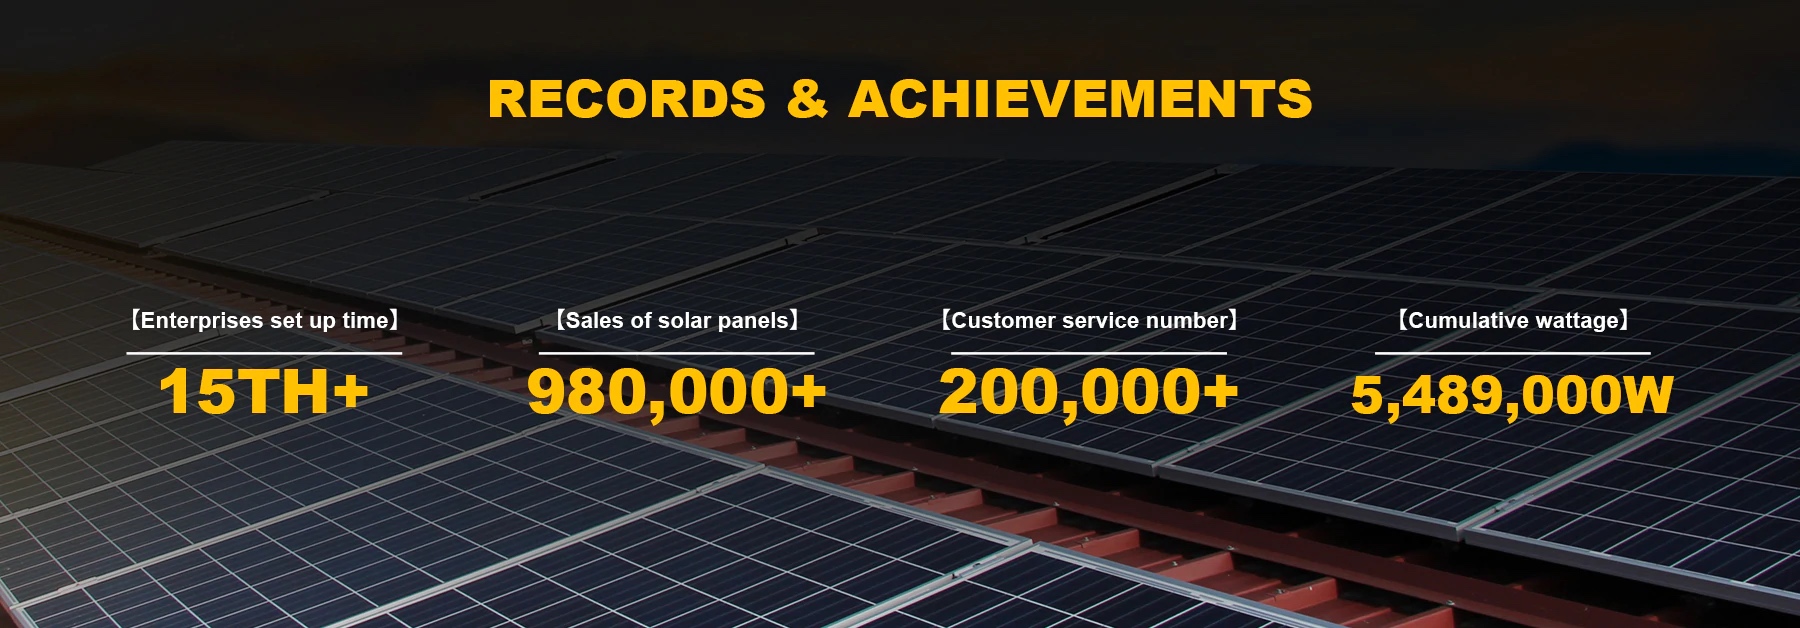 RECORDS & ACHIEVEMENTS
【Enterprises set up time】
15TH+
【Sales of solar panels】
980,000+
【Customer service number】
200,000+
【Cumulative wattage】
5,489,000W